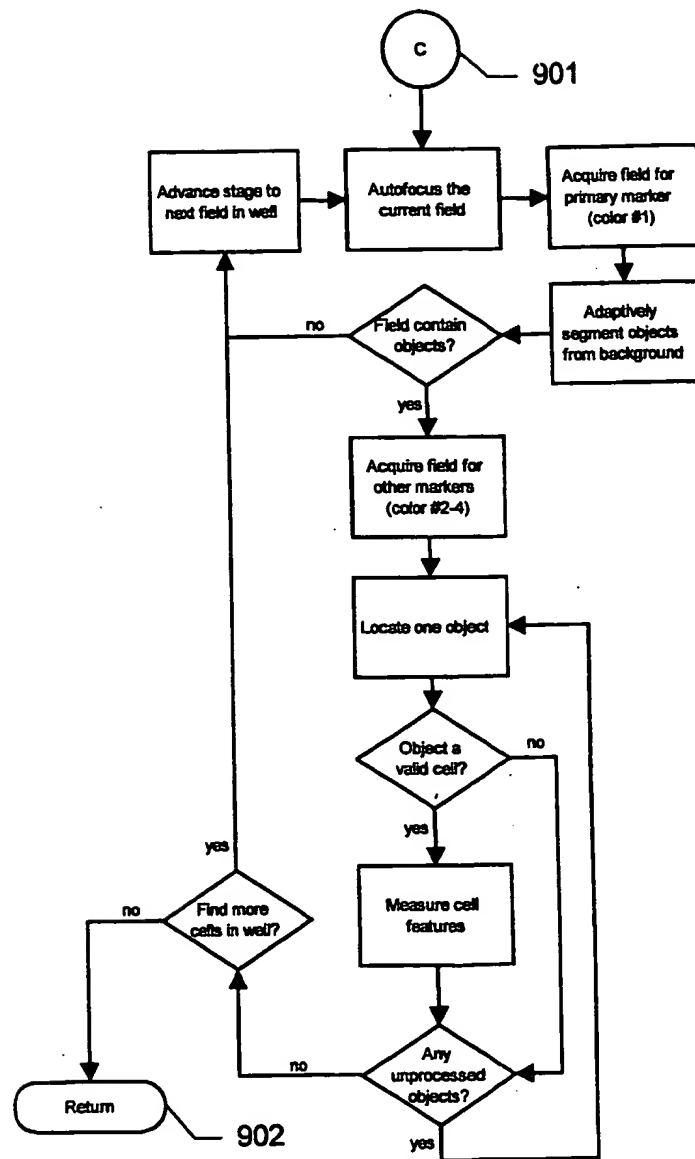 C
901
Advance stage to
next field in well
Autofocus the
current field
Acquire field for
primary marker
(color #1)
Adaptively
segment objects
from background
no
Field contain
objects?
yes
Acquire field for
other markers
(color #2-4)
Locate one object
Object a
valid cell?
no
yes
yes
Measure cell
features
no
Find more
cells in well?
no
Any
unprocessed
objects?
Return
902
yes